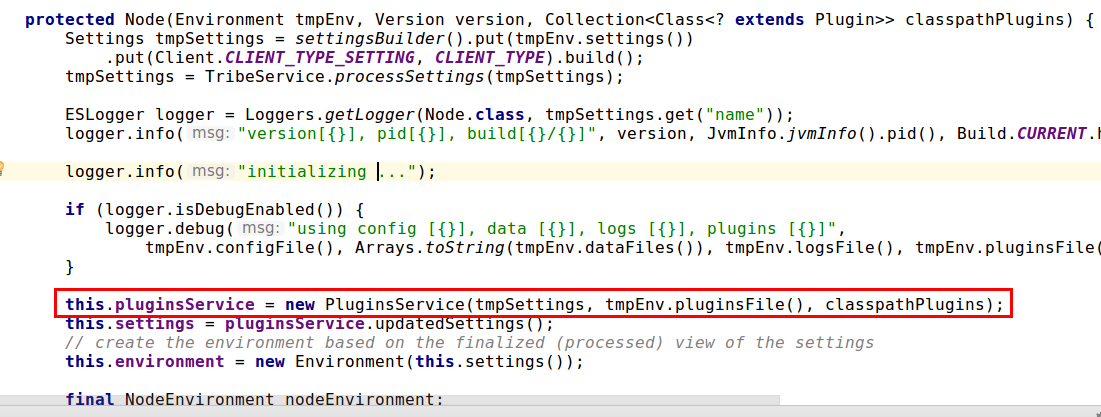 protected Node(Environment tmpEnv, Version version, Collection<Class<? extends Plugin>> classpathPlugins) {
Settings tmpSettings = settingsBuilder().put(tmpEnv.settings())
.put(Client.CLIENT_TYPE_SETTING, CLIENT_TYPE).build();
tmpSettings = TribeService.processSettings(tmpSettings);
ESLogger logger = Loggers.getLogger(Node.class, tmpSettings.get("name"));
logger.info( msg: "version[{}], pid[{}], build[{}/{}]", version, JvmInfo.jvmInfo().pid(), Build.CURRENT.h
logger.info( msg: "initializing ...");
if (logger.isDebugEnabled()) {
logger.debug( msg: "using config [{}], data [{}], logs [{}], plugins [{}]",
tmpEnv.configFile(), Arrays.toString(tmpEnv.dataFiles()), tmpEnv.logsFile(), tmpEnv.pluginsFile(
}
this.pluginsService = new PluginsService(tmpSettings, tmpEnv.pluginsFile(), classpathPlugins);
this.settings = pluginsService.updatedSettings();
// create the environment based on the finalized (processed) view of the settings
this.environment = new Environment(this.settings());
final NodeEnvironment nodeEnvironment;